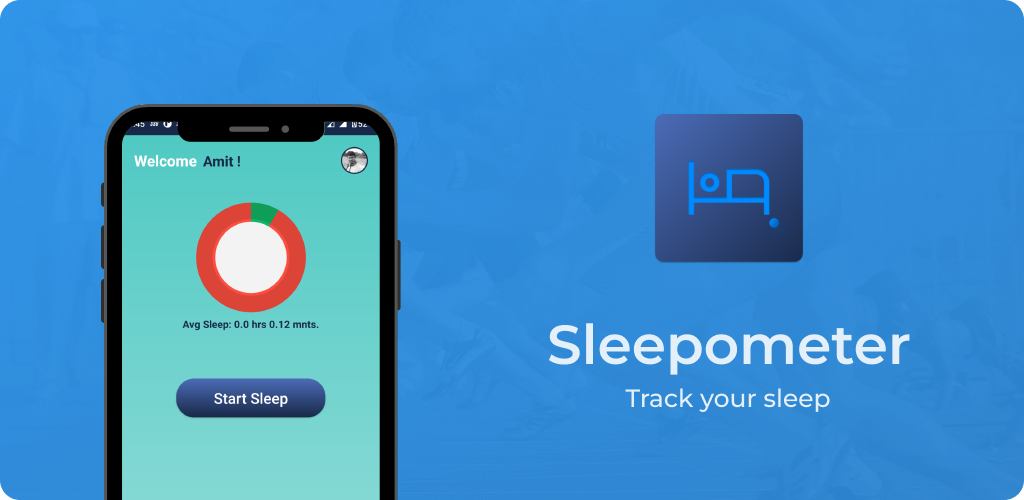 Welcome Amit !
Avg Sleep: 0.0 hrs 0.12 mnts.
Start Sleep
Sleepometer
Track your sleep